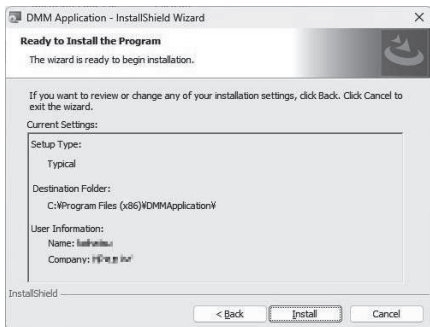 DMM Application - InstallShield Wizard
Ready to Install the Program
The wizard is ready to begin installation.
If you want to review or change any of your installation settings, click Back. Click Cancel to
exit the wizard.
Current Settings:
Setup Type:
Typical
Destination Folder:
C:¥Program Files (x86)¥DMMApplication¥
User Information:
Name:
Company:
InstallShield
< Back
Install
Cancel